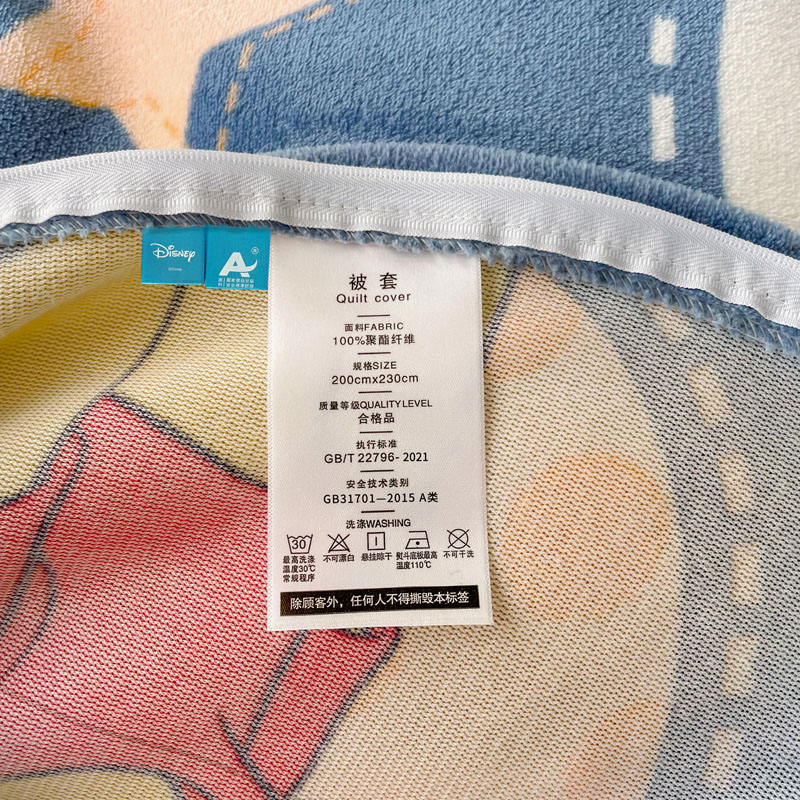 Disney
Disney
A®
被套
Quilt cover
面料FABRIC
100%聚酯纤维
规格SIZE
200cmx230cm
质量等级QUALITY LEVEL
合格品
执行标准
GB/T 22796-2021
安全技术类别
GB31701—2015 A类
洗涤WASHING
30
最高洗涤
温度30℃
常规程序
不可漂白
悬挂晾干
熨斗底板最高
温度110℃
不可干洗
除顾客外，任何人不得撕毁本标签